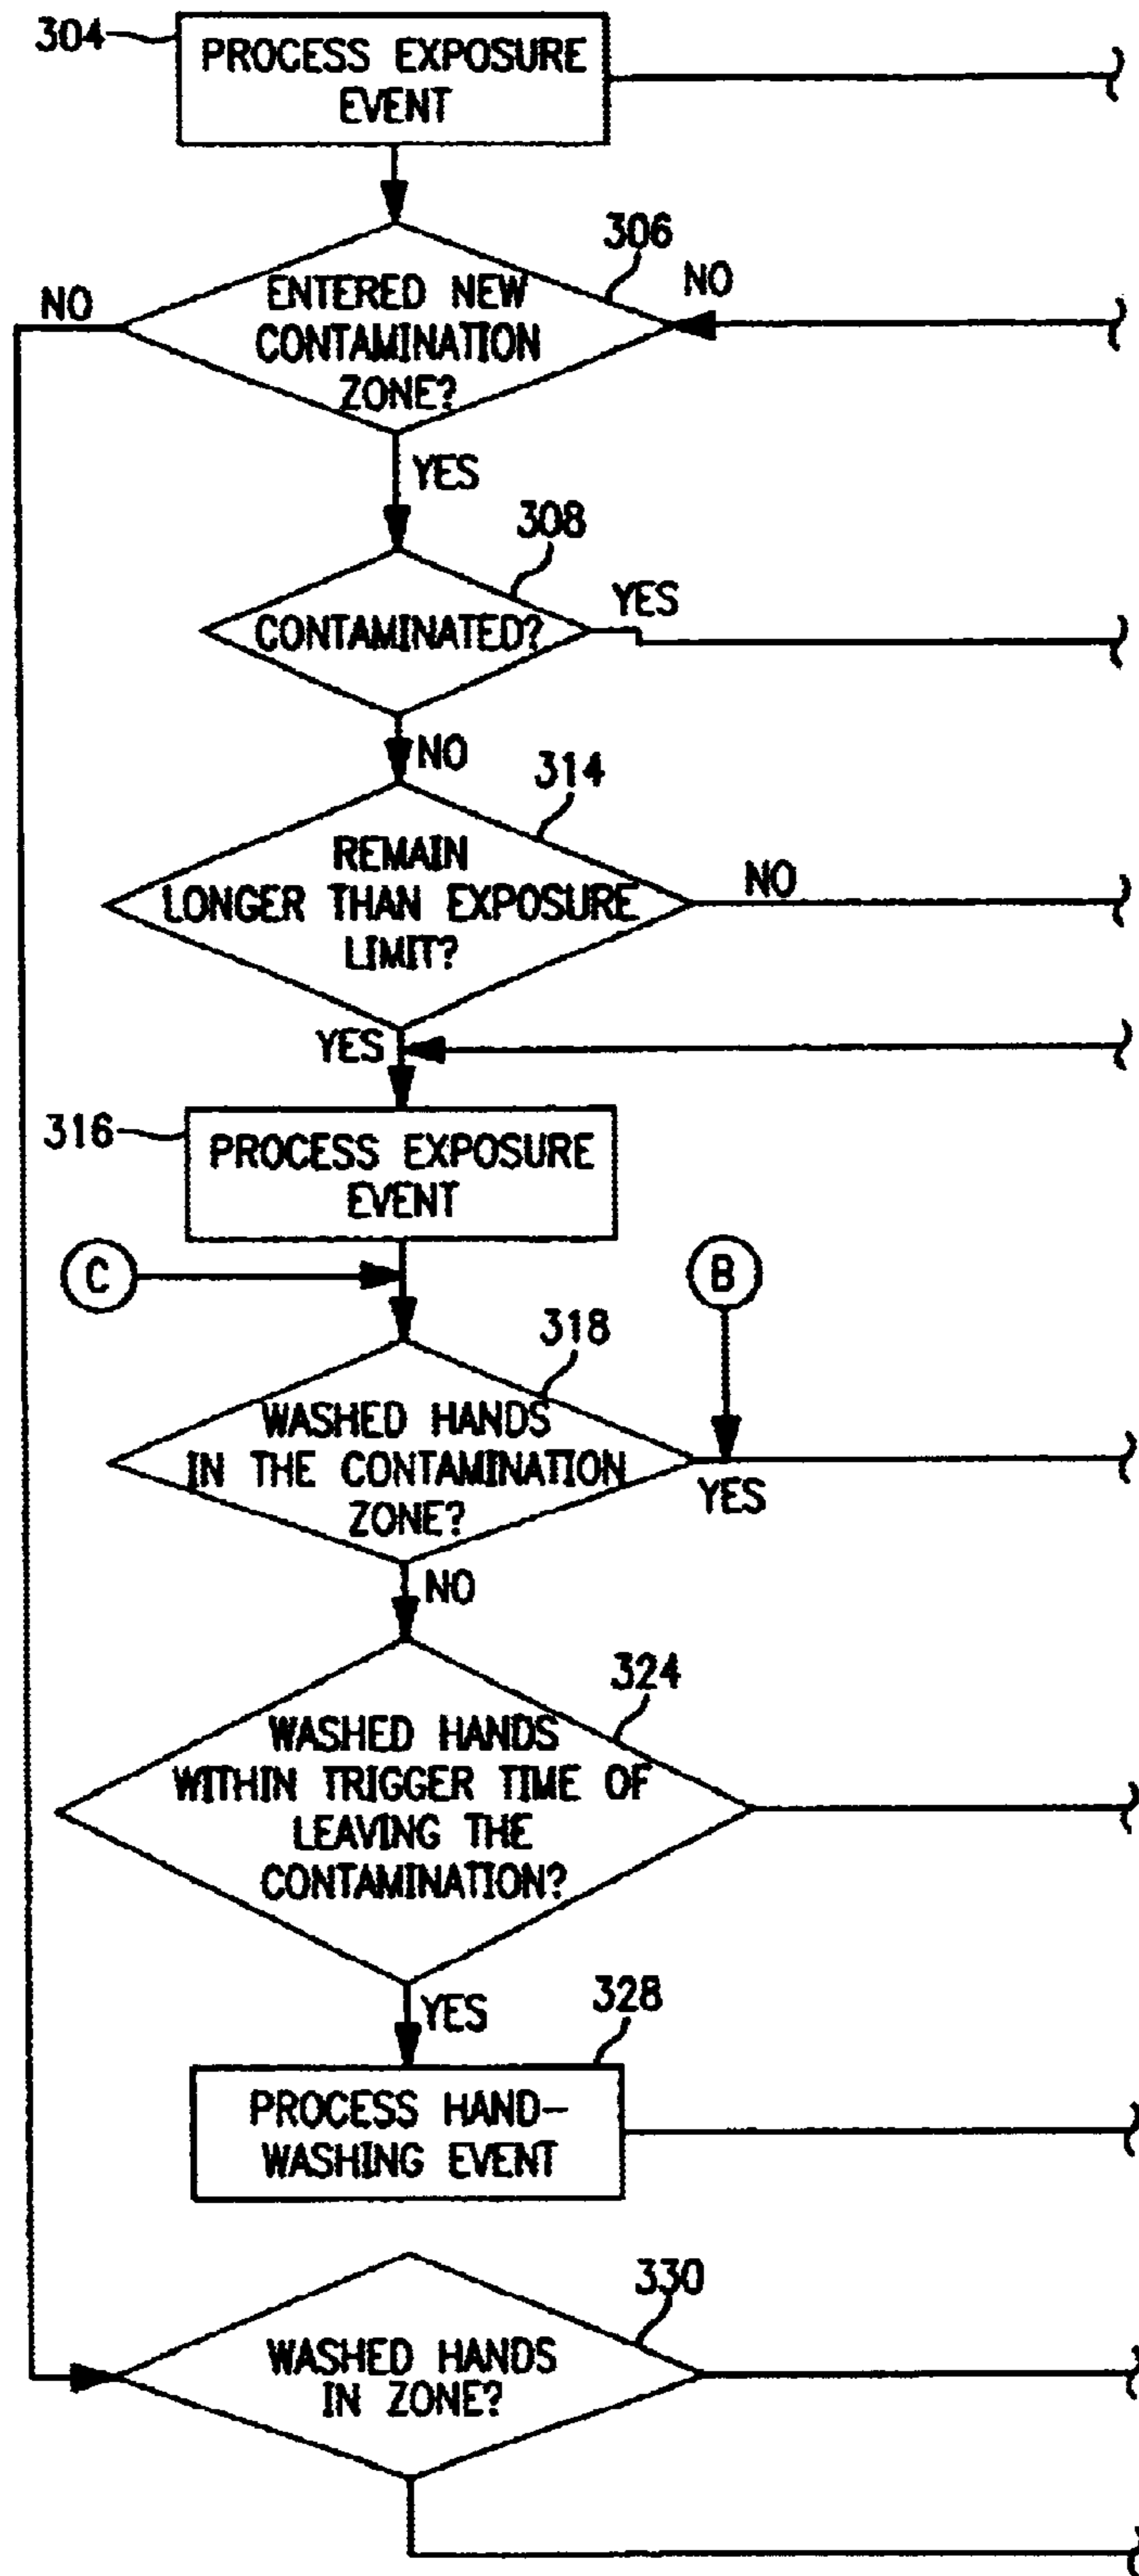 304
PROCESS EXPOSURE
EVENT
306
NO
NO
ENTERED NEW
CONTAMINATION
ZONE?
YES
308
YES
CONTAMINATED?
NO
314
REMAIN
LONGER THAN EXPOSURE
LIMIT?
NO
YES
316
PROCESS EXPOSURE
EVENT
C
B
318
WASHED HANDS
IN THE CONTAMINATION
ZONE?
YES
NO
324
WASHED HANDS
WITHIN TRIGGER TIME OF
LEAVING THE
CONTAMINATION?
YES
328
PROCESS HAND-
WASHING EVENT
330
WASHED HANDS
IN ZONE?